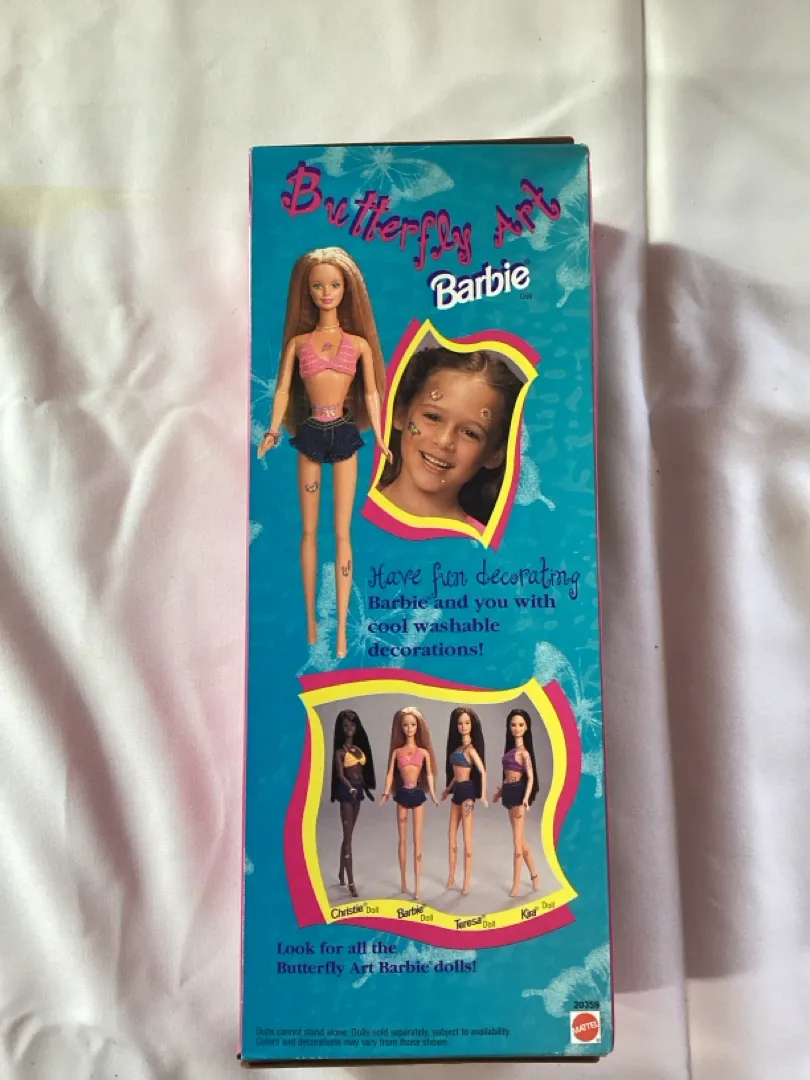 Butterfly Art
Barbie®
Doll
Have fun decorating
Barbie® and you with
cool washable
decorations!
Christie® Doll
Barbie® Doll
Teresa® Doll
Kira® Doll
Look for all the
Butterfly Art Barbie® dolls!
20359
Dolls cannot stand alone. Dolls sold separately, subject to availability.
Colors and decorations may vary from those shown.
MATTEL